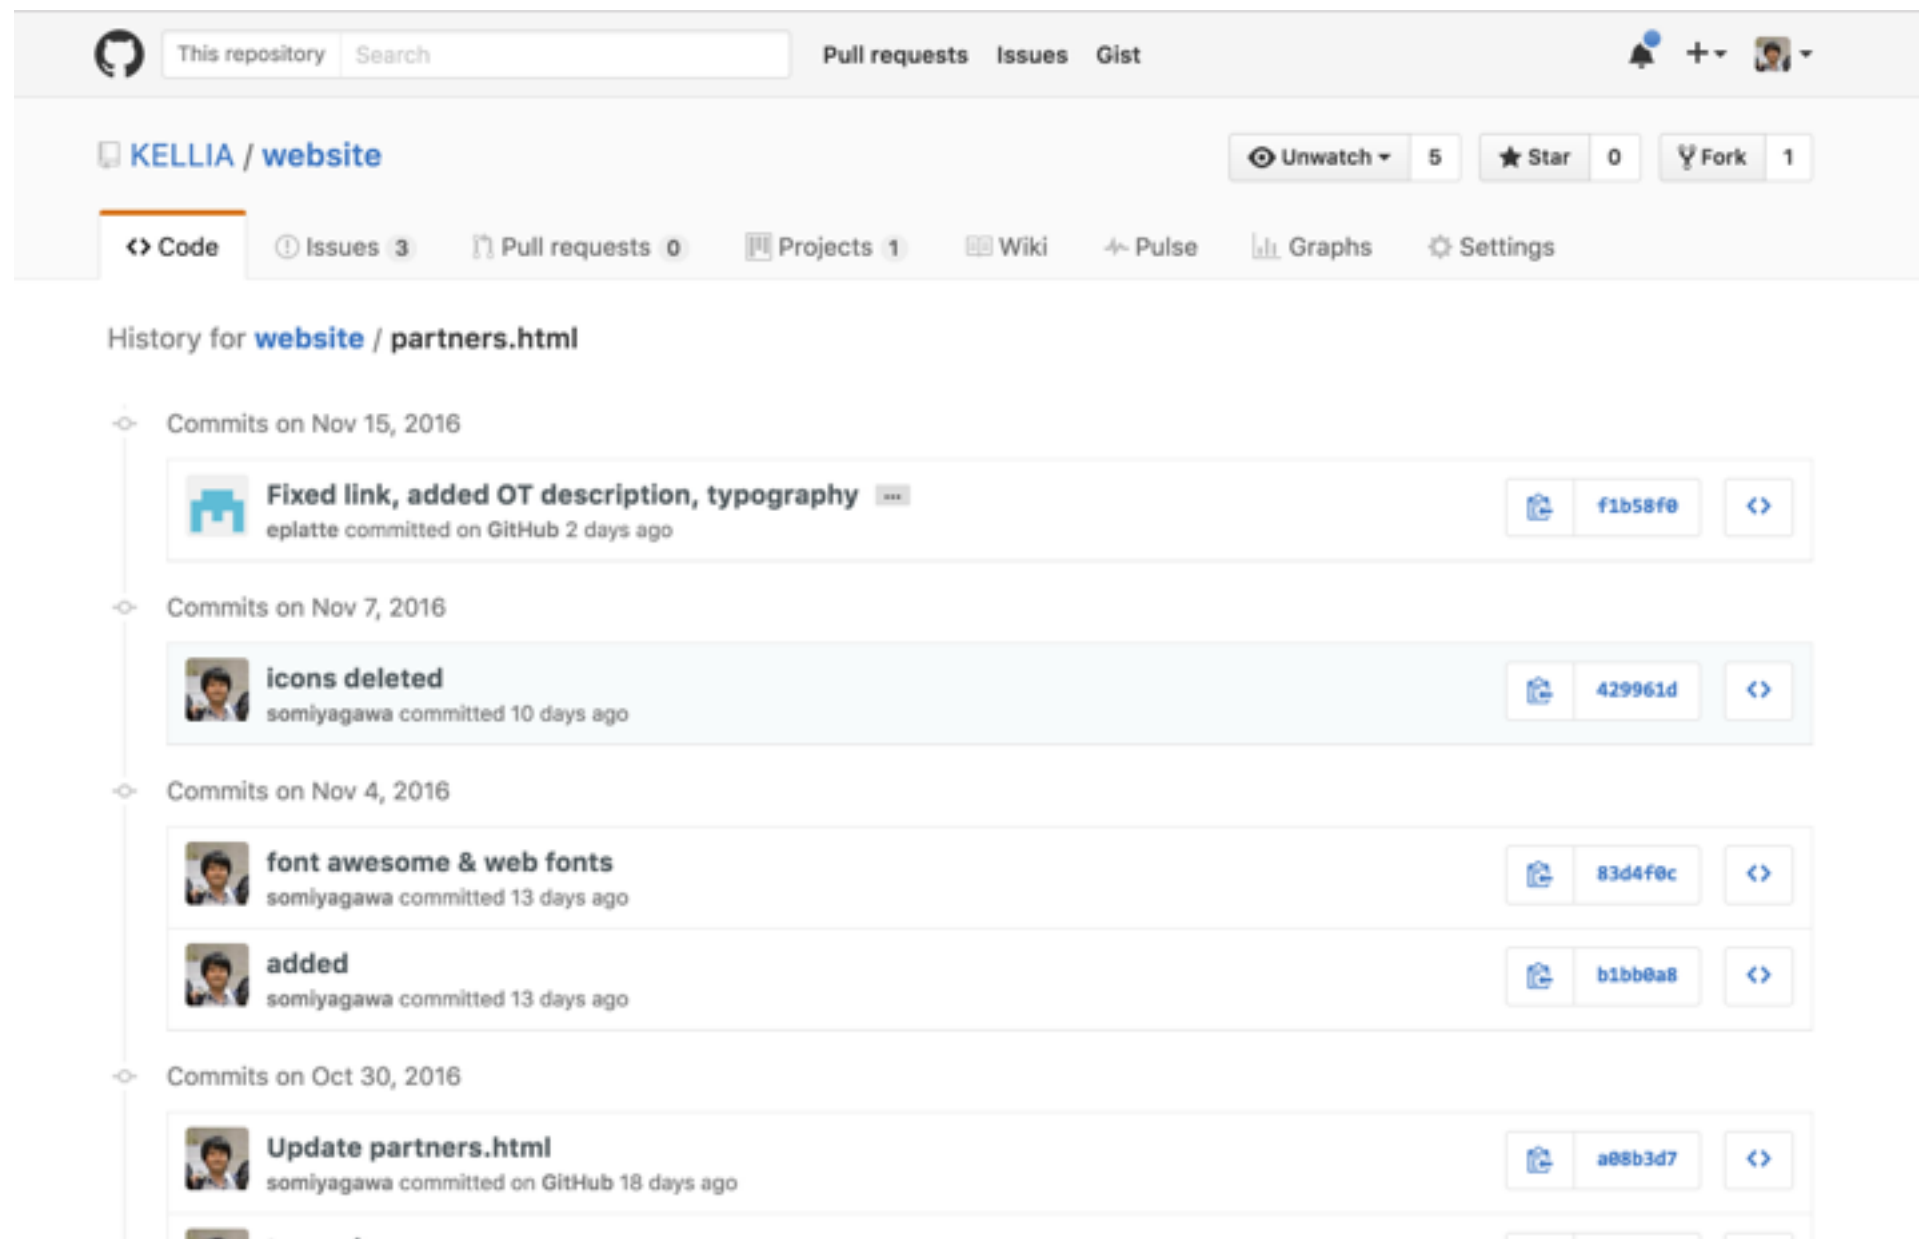 This repository Search Pull requests Issues Gist
KELLIA / website Unwatch 5 Star 0 Fork 1
Code Issues 3 Pull requests 0 Projects 1 Wiki Pulse Graphs Settings
History for website / partners.html
Commits on Nov 15, 2016
Fixed link, added OT description, typography ...
eplatte committed on GitHub 2 days ago
f1b58f0
Commits on Nov 7, 2016
icons deleted
somiyagawa committed 10 days ago
429961d
Commits on Nov 4, 2016
font awesome & web fonts
somiyagawa committed 13 days ago
83d4f0c
added
somiyagawa committed 13 days ago
b1bb0a8
Commits on Oct 30, 2016
Update partners.html
somiyagawa committed on GitHub 18 days ago
a08b3d7